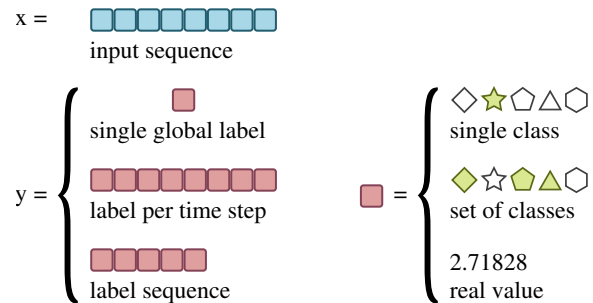 x =
input sequence
single global label
y =
label per time step
label sequence
=
single class
set of classes
2.71828
real value